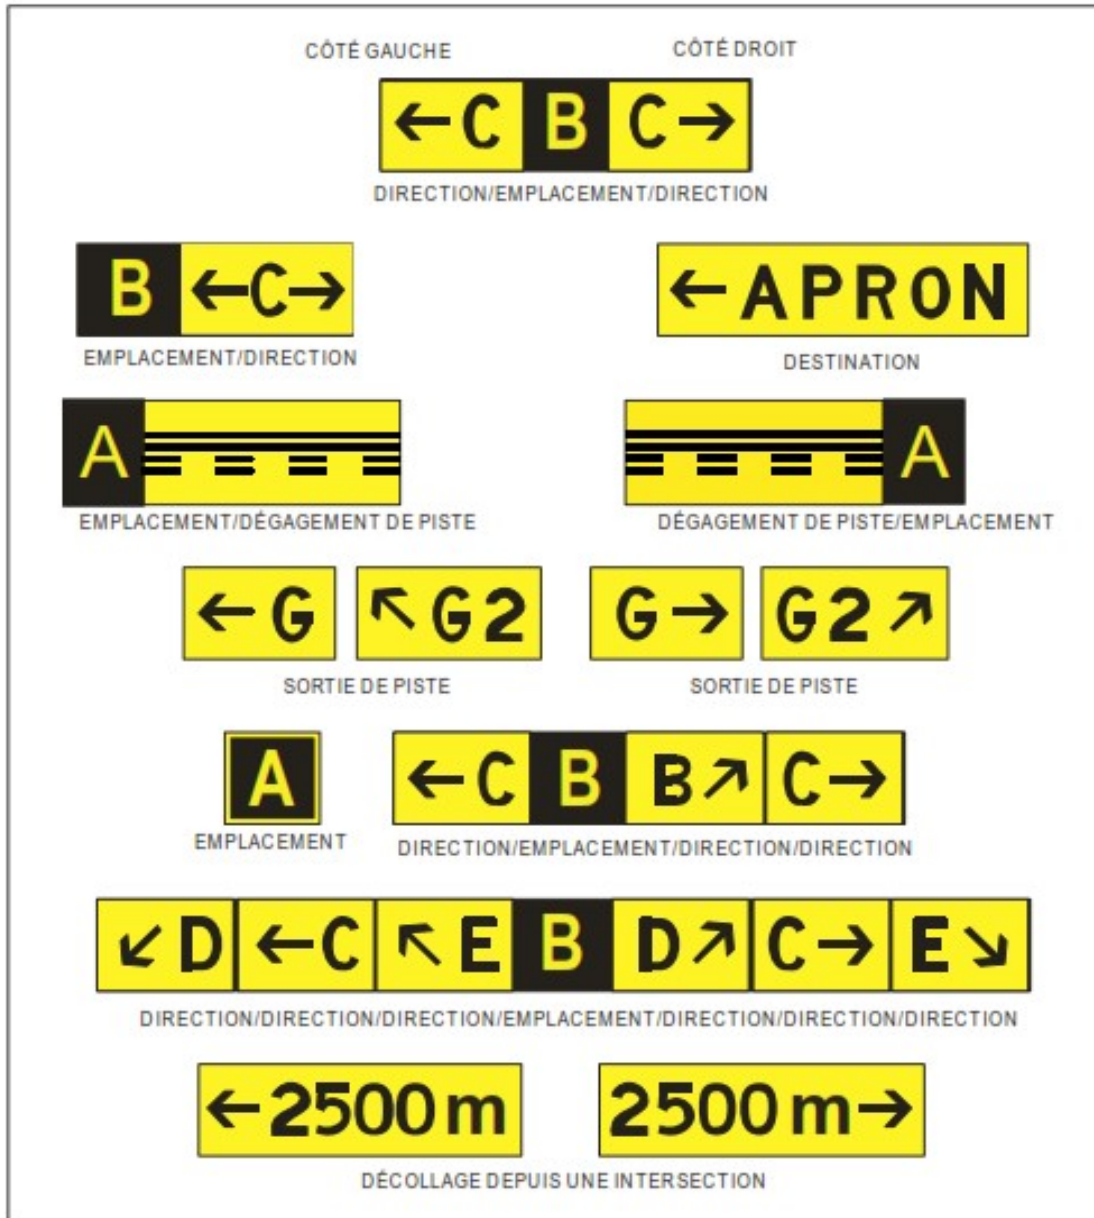 CÔTÉ GAUCHE CÔTÉ DROIT
←C B C→
DIRECTION/EMPLACEMENT/DIRECTION
B ←C→ ←APRON
EMPLACEMENT/DIRECTION DESTINATION
A A
EMPLACEMENT/DÉGAGEMENT DE PISTE DÉGAGEMENT DE PISTE/EMPLACEMENT
←G ↖G2 G→ G2↗
SORTIE DE PISTE SORTIE DE PISTE
A ←C B B↗ C→
EMPLACEMENT DIRECTION/EMPLACEMENT/DIRECTION/DIRECTION
↙D ←C ↖E B D↗ C→ E↘
DIRECTION/DIRECTION/DIRECTION/EMPLACEMENT/DIRECTION/DIRECTION/DIRECTION
←2500m 2500m→
DÉCOLLAGE DEPUIS UNE INTERSECTION